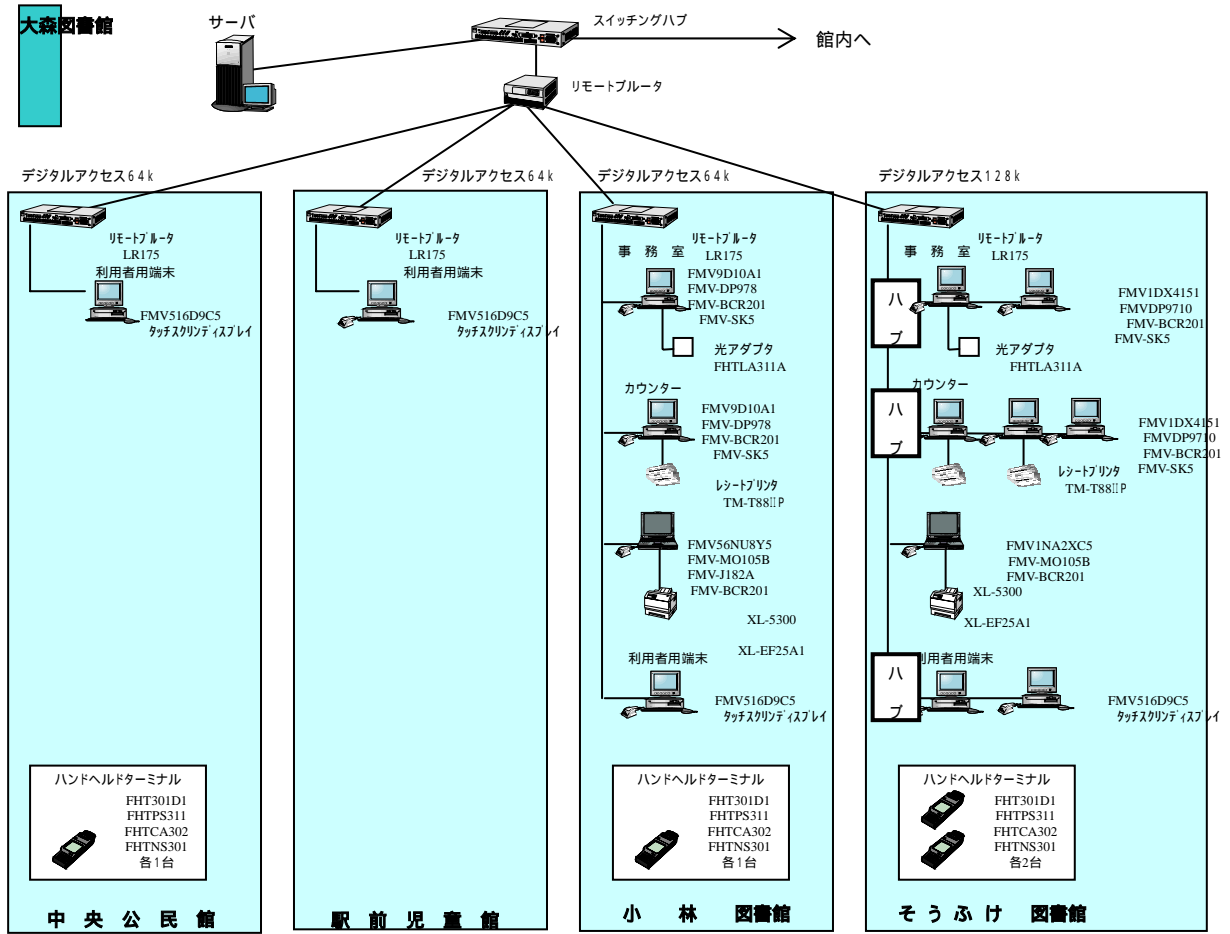 大森図書館
サーバ
スイッチングハブ
館内へ
リモートブルータ
デジタルアクセス64k
デジタルアクセス64k
デジタルアクセス64k
デジタルアクセス128k
リモートブルータ
LR175
利用者用端末
FMV516D9C5
タッチスクリンディスプレイ
ハンドヘルドターミナル
FHT301D1
FHTPS311
FHTCA302
FHTNS301
各1台
中央公民館
リモートブルータ
LR175
利用者用端末
FMV516D9C5
タッチスクリンディスプレイ
駅前児童館
リモートブルータ
LR175
事務室
FMV9D10A1
FMV-DP978
FMV-BCR201
FMV-SK5
光アダプタ
FHTLA311A
カウンター
FMV9D10A1
FMV-DP978
FMV-BCR201
FMV-SK5
レシートプリンタ
TM-T88ⅡP
FMV56NU8Y5
FMV-MO105B
FMV-J182A
FMV-BCR201
XL-5300
XL-EF25A1
利用者用端末
FMV516D9C5
タッチスクリンディスプレイ
ハンドヘルドターミナル
FHT301D1
FHTPS311
FHTCA302
FHTNS301
各1台
小林 図書館
リモートブルータ
LR175
事務室
ハブ
FMV1DX4151
FMVDP9710
FMV-BCR201
FMV-SK5
光アダプタ
FHTLA311A
カウンター
ハブ
FMV1DX4151
FMVDP9710
FMV-BCR201
FMV-SK5
レシートプリンタ
TM-T88ⅡP
FMV1NA2XC5
FMV-MO105B
FMV-BCR201
XL-5300
XL-EF25A1
利用者用端末
ハブ
FMV516D9C5
タッチスクリンディスプレイ
ハンドヘルドターミナル
FHT301D1
FHTPS311
FHTCA302
FHTNS301
各2台
そうふけ 図書館